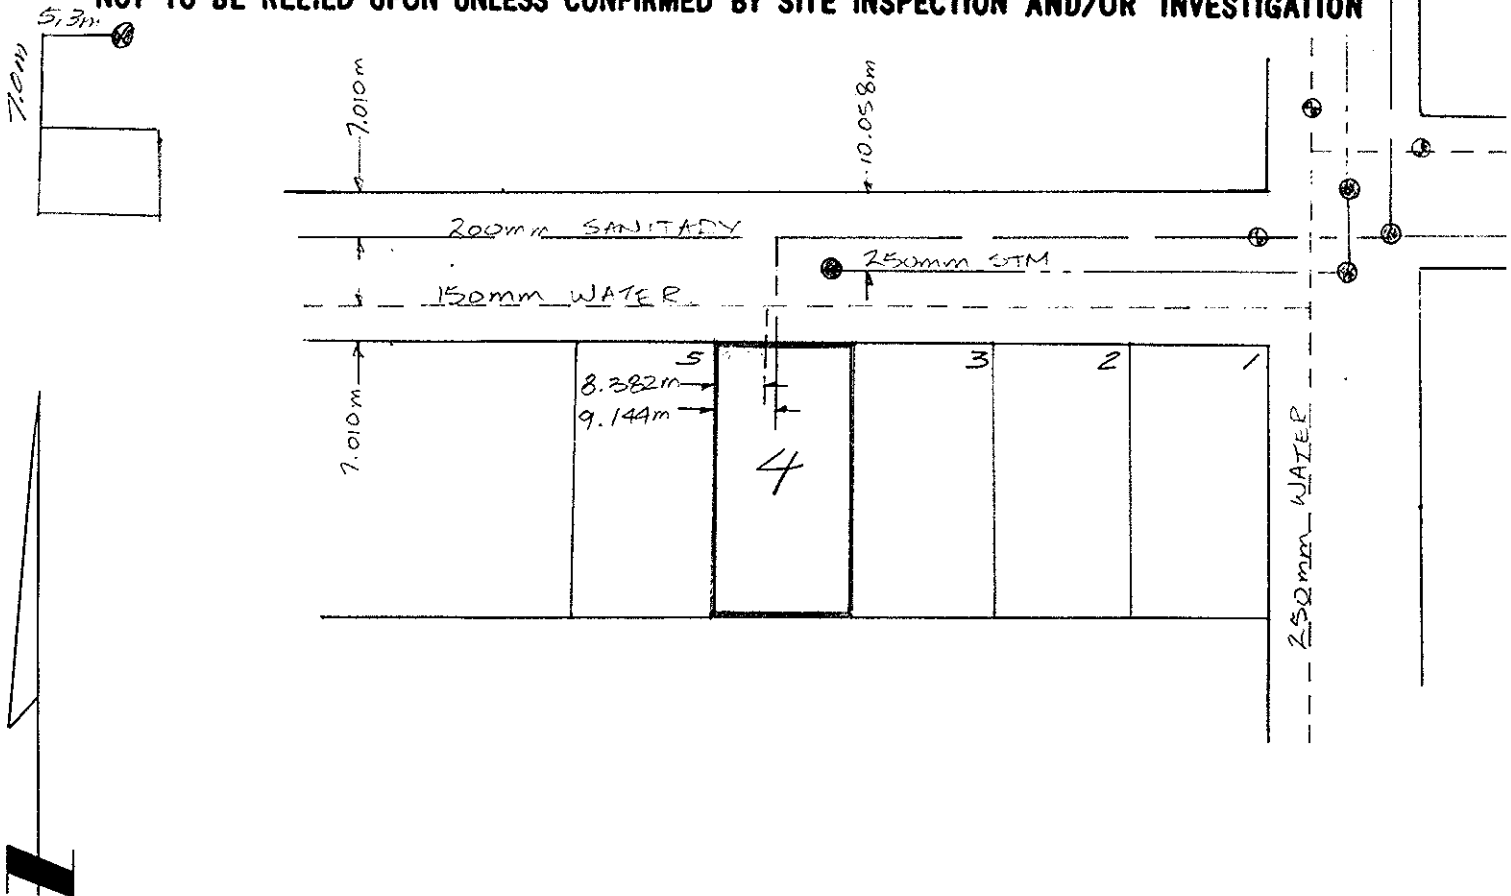 NOT TO BE RELIED UPON UNLESS CONFIRMED BY SITE INSPECTION AND/OR INVESTIGATION
5.3m
7.0m
7.010m
10.058m
200mm SANITARY
250mm STM
150mm WATER
5
3
2
1
8.382m
9.144m
7.010m
4
250mm WATER